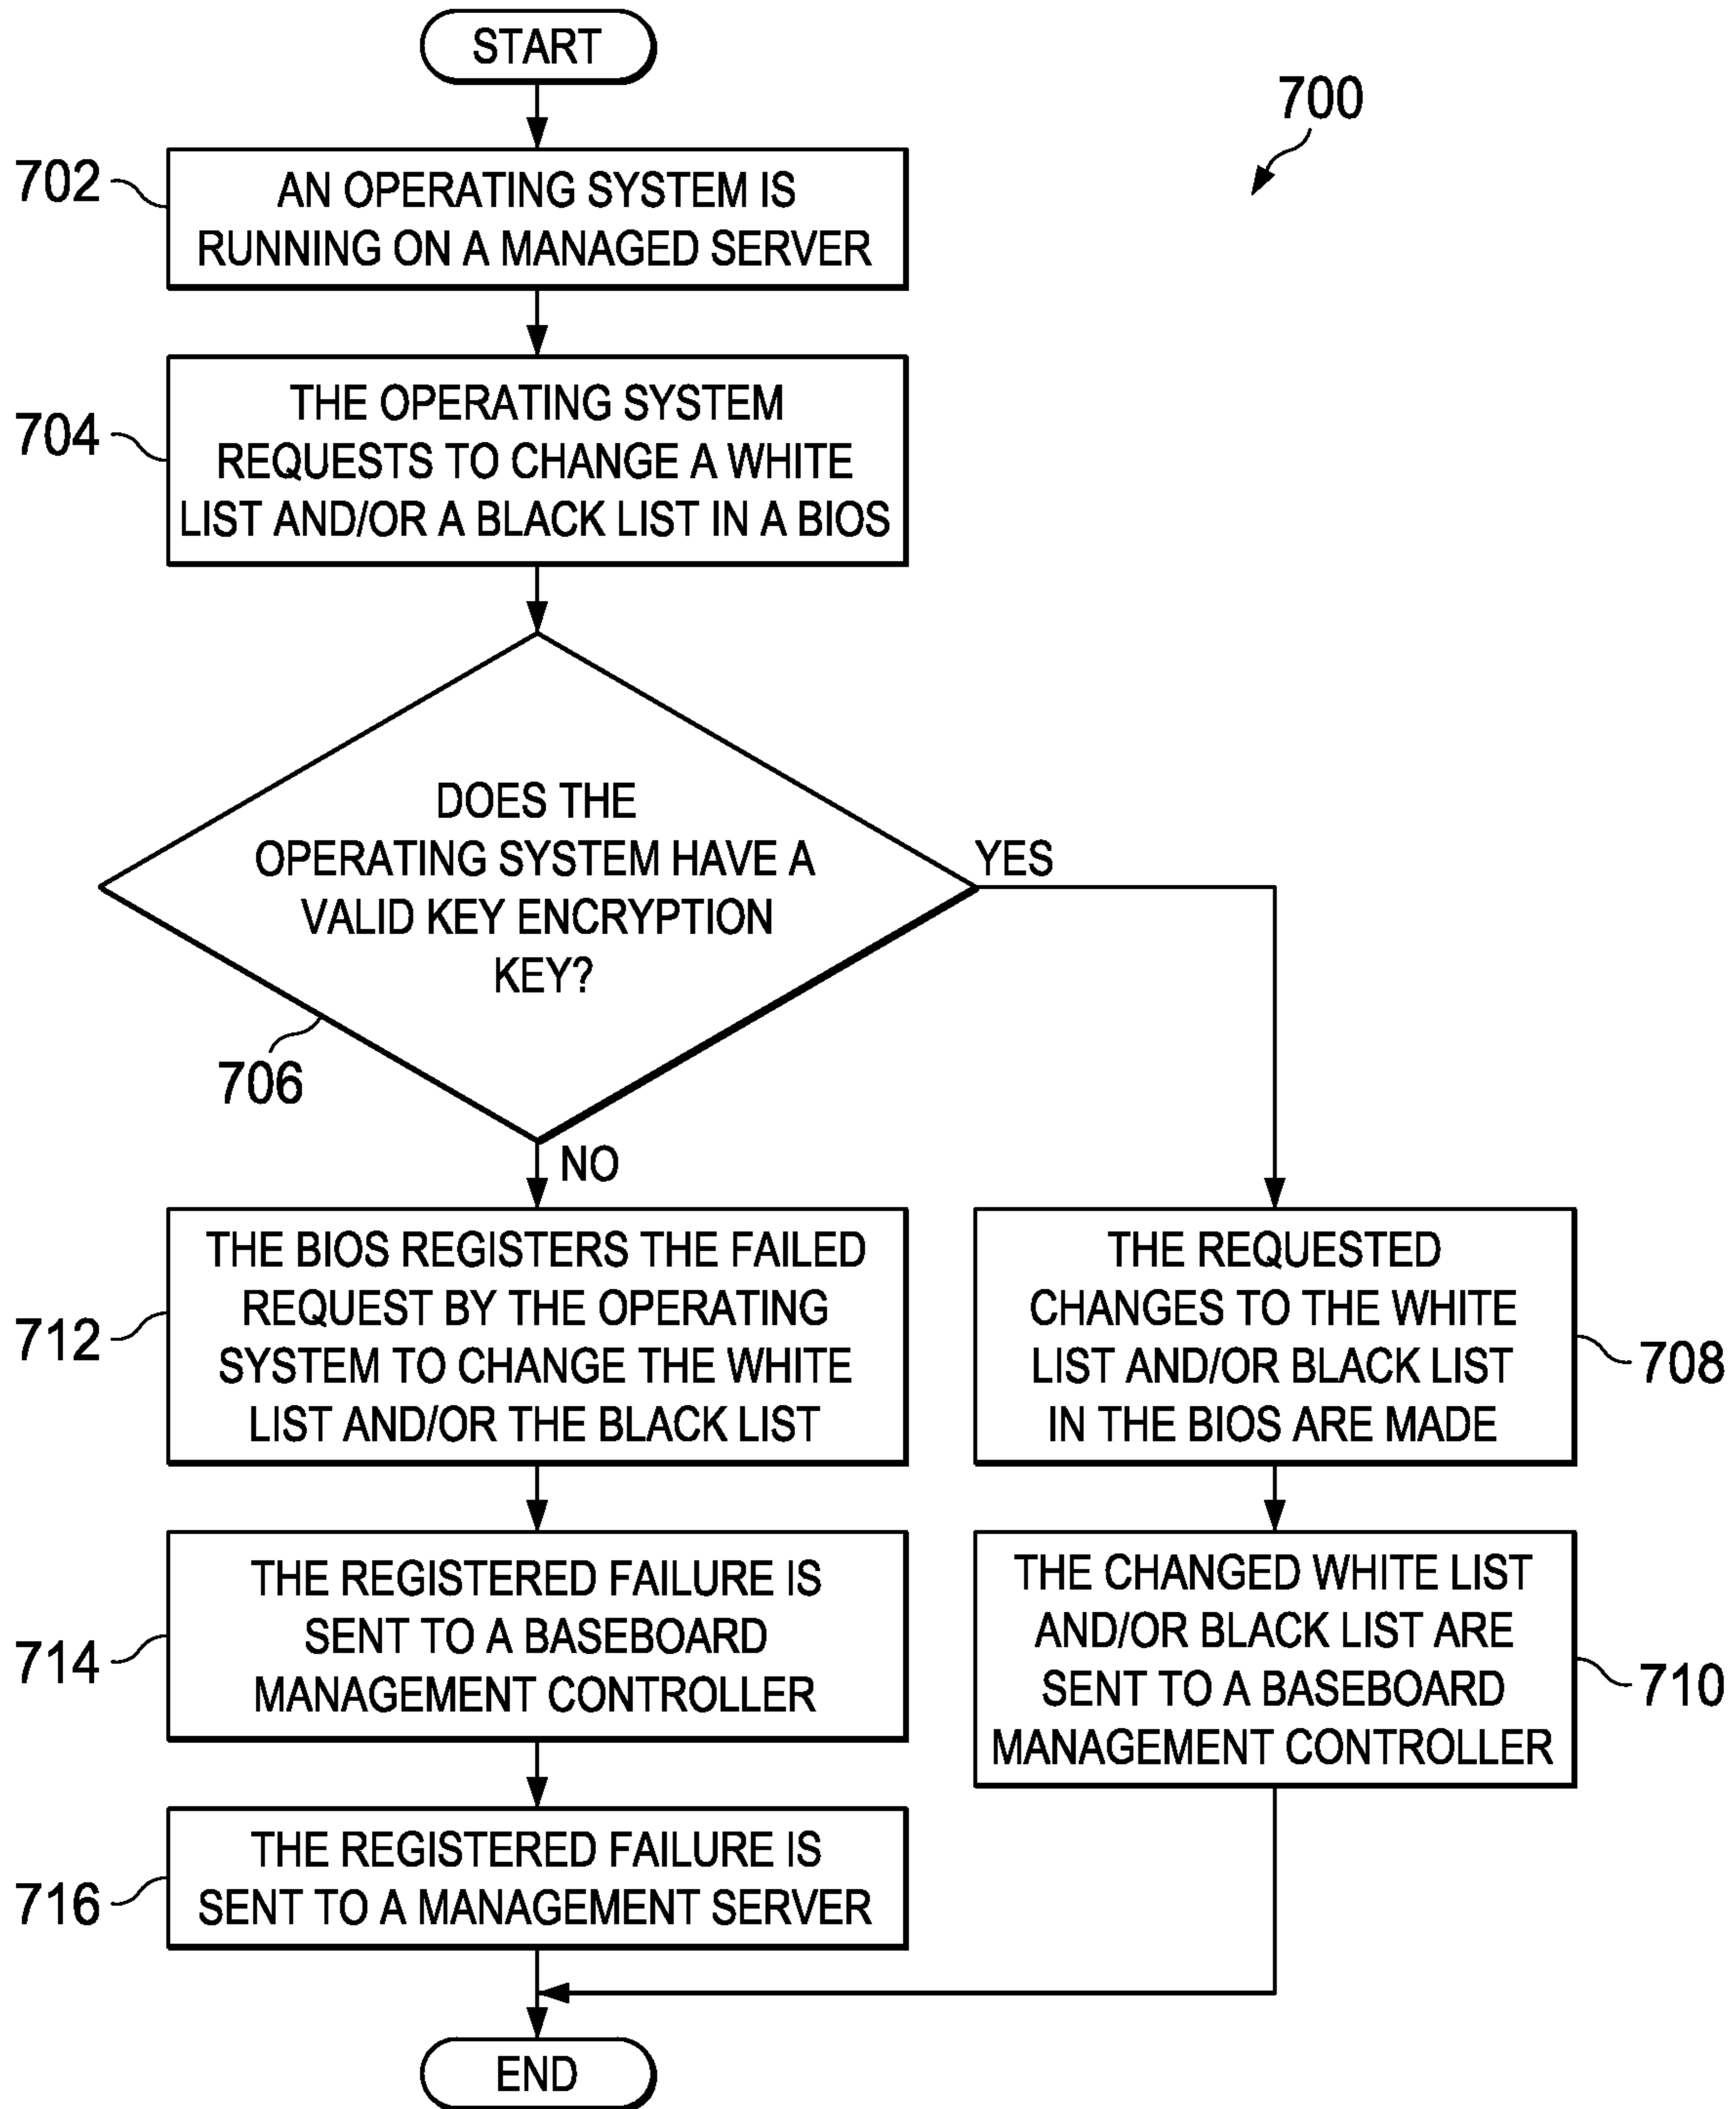 START
700
702
AN OPERATING SYSTEM IS
RUNNING ON A MANAGED SERVER
704
THE OPERATING SYSTEM
REQUESTS TO CHANGE A WHITE
LIST AND/OR A BLACK LIST IN A BIOS
DOES THE
OPERATING SYSTEM HAVE A
VALID KEY ENCRYPTION
KEY?
YES
706
NO
712
THE BIOS REGISTERS THE FAILED
REQUEST BY THE OPERATING
SYSTEM TO CHANGE THE WHITE
LIST AND/OR THE BLACK LIST
THE REQUESTED
CHANGES TO THE WHITE
LIST AND/OR BLACK LIST
IN THE BIOS ARE MADE
708
714
THE REGISTERED FAILURE IS
SENT TO A BASEBOARD
MANAGEMENT CONTROLLER
THE CHANGED WHITE LIST
AND/OR BLACK LIST ARE
SENT TO A BASEBOARD
MANAGEMENT CONTROLLER
710
716
THE REGISTERED FAILURE IS
SENT TO A MANAGEMENT SERVER
END